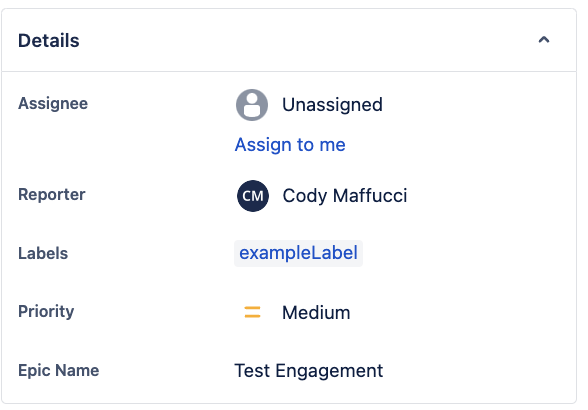 Details
Assignee
Unassigned
Assign to me
Reporter
CM Cody Maffucci
Labels
exampleLabel
Priority
Medium
Epic Name
Test Engagement